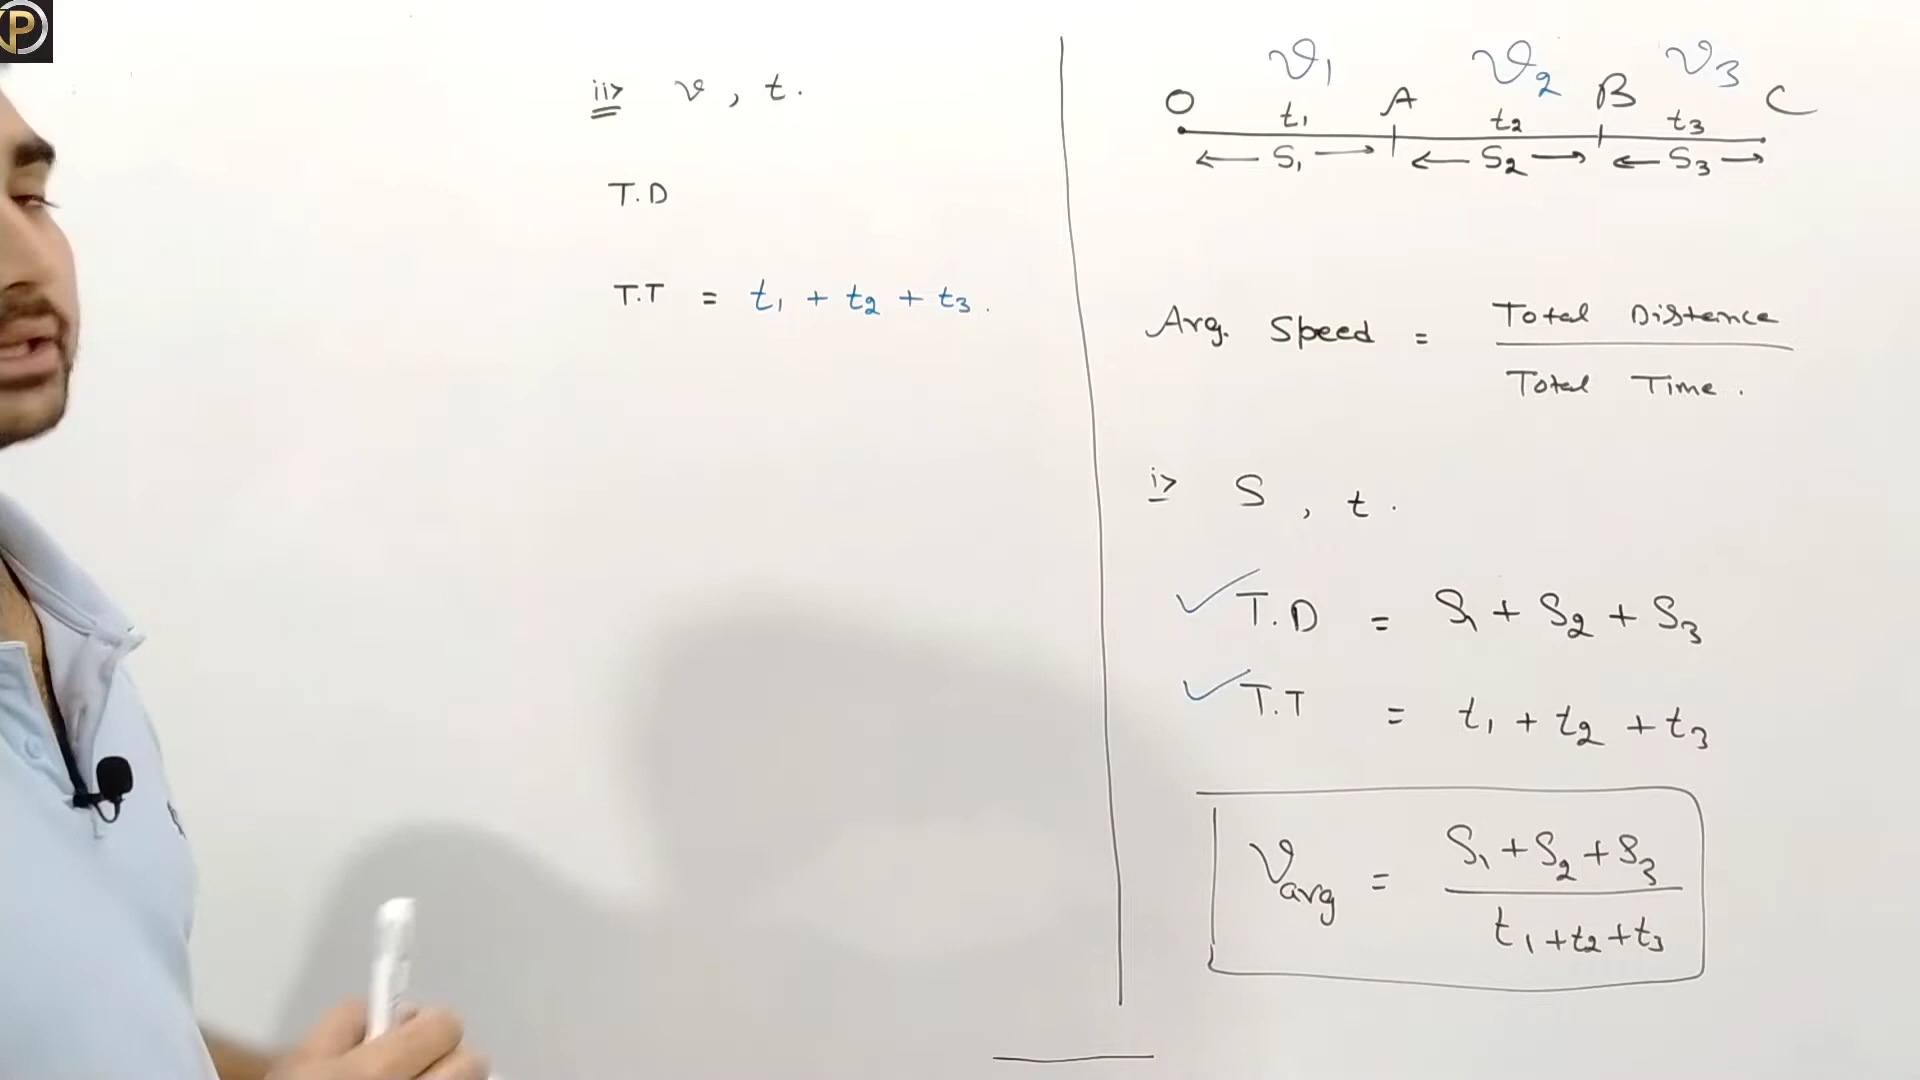 P
ii> v, t.
T.D
T.T = t₁ + t₂ + t₃.
v₁ v₂ v₃
O A B C
t₁ t₂ t₃
S₁ S₂ S₃
Avg. Speed = Total Distance
Total Time.
i> S, t.
T.D = S₁ + S₂ + S₃
T.T = t₁ + t₂ + t₃
Vavg = S₁+S₂+S₃
t₁+t₂+t₃